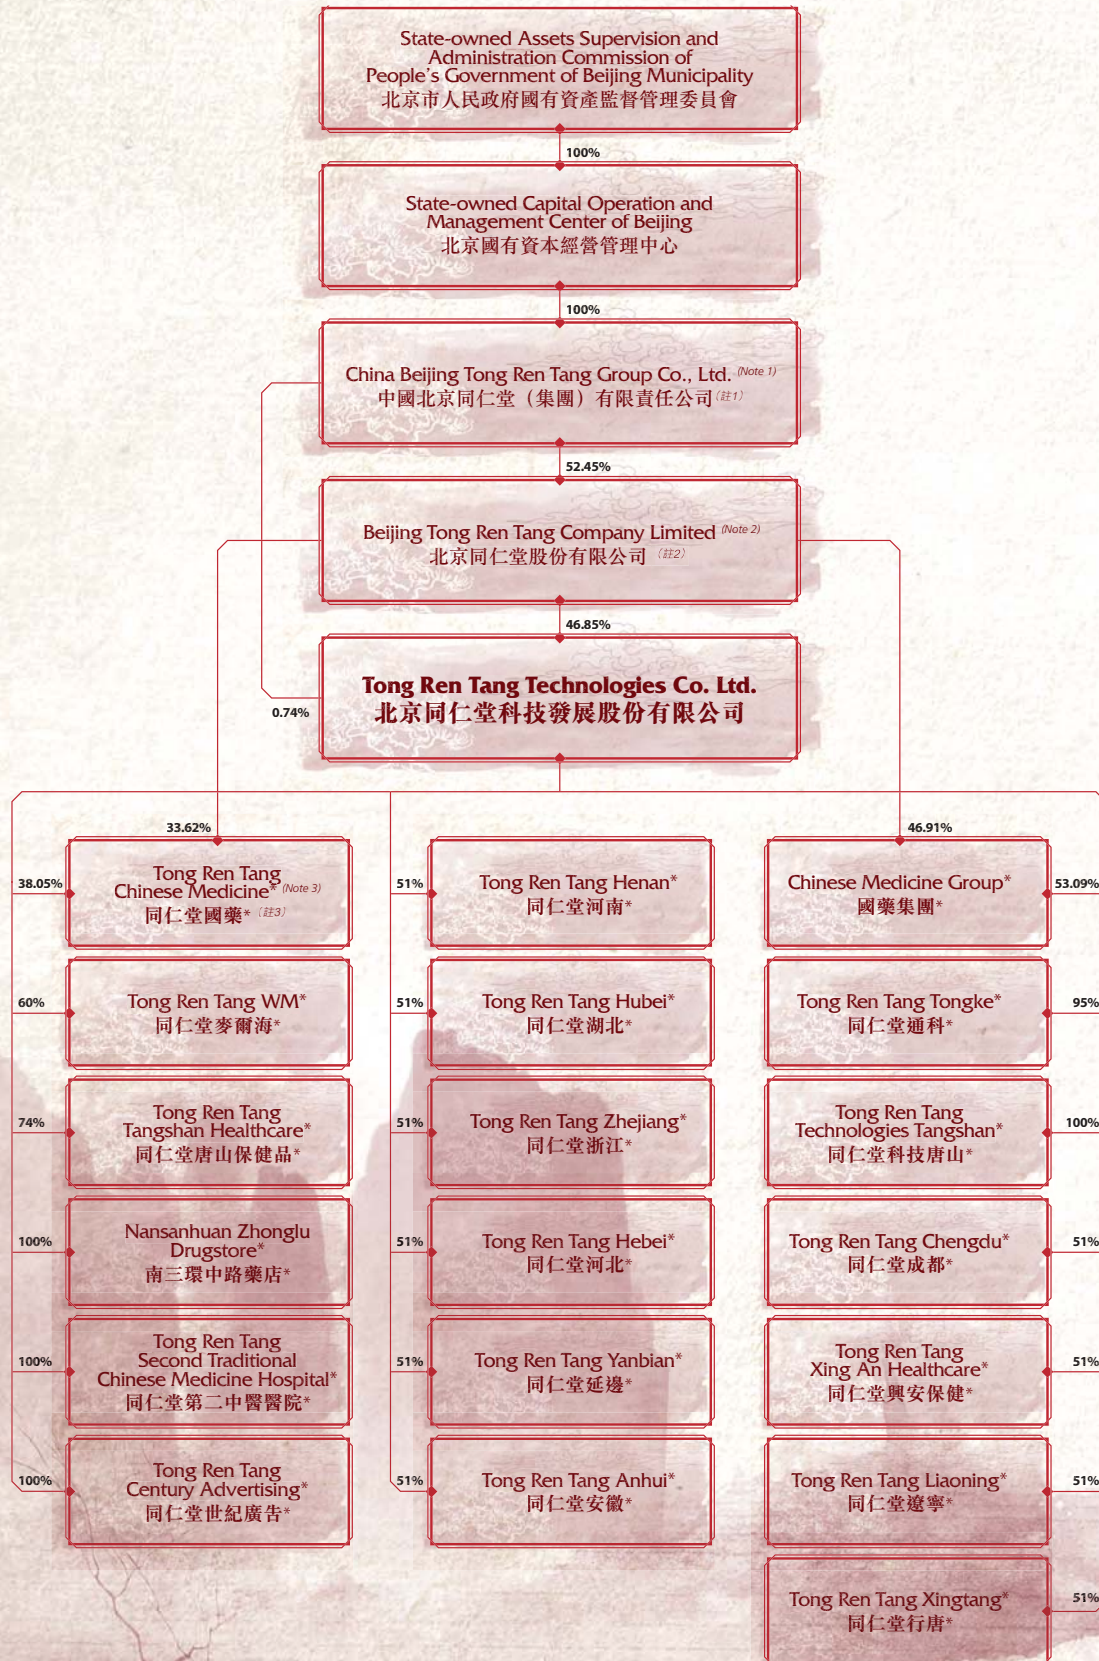 State-owned Assets Supervision and
Administration Commission of
People's Government of Beijing Municipality
北京市人民政府國有資產監督管理委員會
100%
State-owned Capital Operation and
Management Center of Beijing
北京國有資本經營管理中心
100%
China Beijing Tong Ren Tang Group Co., Ltd. (Note 1)
中國北京同仁堂（集團）有限責任公司（註1）
52.45%
Beijing Tong Ren Tang Company Limited (Note 2)
北京同仁堂股份有限公司（註2）
46.85%
Tong Ren Tang Technologies Co. Ltd.
北京同仁堂科技發展股份有限公司
0.74%
33.62%
38.05%
Tong Ren Tang
Chinese Medicine* (Note 3)
同仁堂國藥*（註3）
60%
Tong Ren Tang WM*
同仁堂麥爾海*
74%
Tong Ren Tang
Tangshan Healthcare*
同仁堂唐山保健品*
100%
Nansanhuan Zhonglu
Drugstore*
南三環中路藥店*
100%
Tong Ren Tang
Second Traditional
Chinese Medicine Hospital*
同仁堂第二中醫醫院*
100%
Tong Ren Tang
Century Advertising*
同仁堂世紀廣告*
51%
Tong Ren Tang Henan*
同仁堂河南*
51%
Tong Ren Tang Hubei*
同仁堂湖北*
51%
Tong Ren Tang Zhejiang*
同仁堂浙江*
51%
Tong Ren Tang Hebei*
同仁堂河北*
51%
Tong Ren Tang Yanbian*
同仁堂延邊*
51%
Tong Ren Tang Anhui*
同仁堂安徽*
46.91%
Chinese Medicine Group*
國藥集團*
53.09%
Tong Ren Tang Tongke*
同仁堂通科*
95%
Tong Ren Tang
Technologies Tangshan*
同仁堂科技唐山*
100%
Tong Ren Tang Chengdu*
同仁堂成都*
51%
Tong Ren Tang
Xing An Healthcare*
同仁堂興安保健*
51%
Tong Ren Tang Liaoning*
同仁堂遼寧*
51%
Tong Ren Tang Xingtang*
同仁堂行唐*
51%